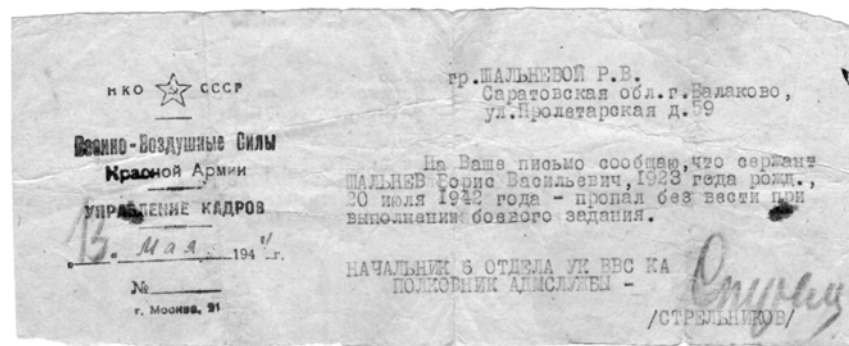 НКО СССР
Военно-Воздушные Силы
Красной Армии
УПРАВЛЕНИЕ КАДРОВ
"13" Мая 1944 г.
№
г. Москва, 21
гр.ШАЛЬНЕВОЙ Р.В.
Саратовская обл.г.Балаково,
ул.Пролетарская д.59
На Ваше письмо сообщаю,что сержант
ШАЛЬНЕВ Борис Васильевич,1923 года рожд.,
20 июля 1942 года - пропал без вести при
выполнении боевого задания.
НАЧАЛЬНИК 6 ОТДЕЛА УК ВВС КА
ПОЛКОВНИК АДМСЛУЖБЫ -
/СТРЕЛЬНИКОВ/